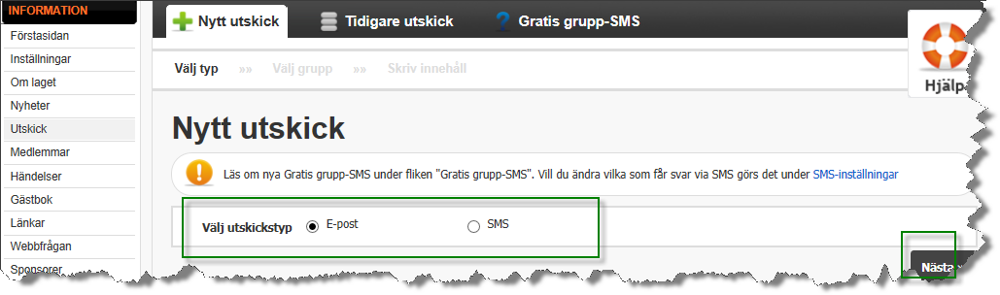 INFORMATION
Förstasidan
Inställningar
Om laget
Nyheter
Utskick
Medlemmar
Händelser
Gästbok
Länkar
Webbfrågan
Sponsorer
Nytt utskick
Tidigare utskick
? Gratis grupp-SMS
Hjälp
Välj typ »» Välj grupp »» Skriv innehåll
Nytt utskick
! Läs om nya Gratis grupp-SMS under fliken "Gratis grupp-SMS". Vill du ändra vilka som får svar via SMS görs det under SMS-inställningar
Välj utskickstyp E-post SMS
Nästa